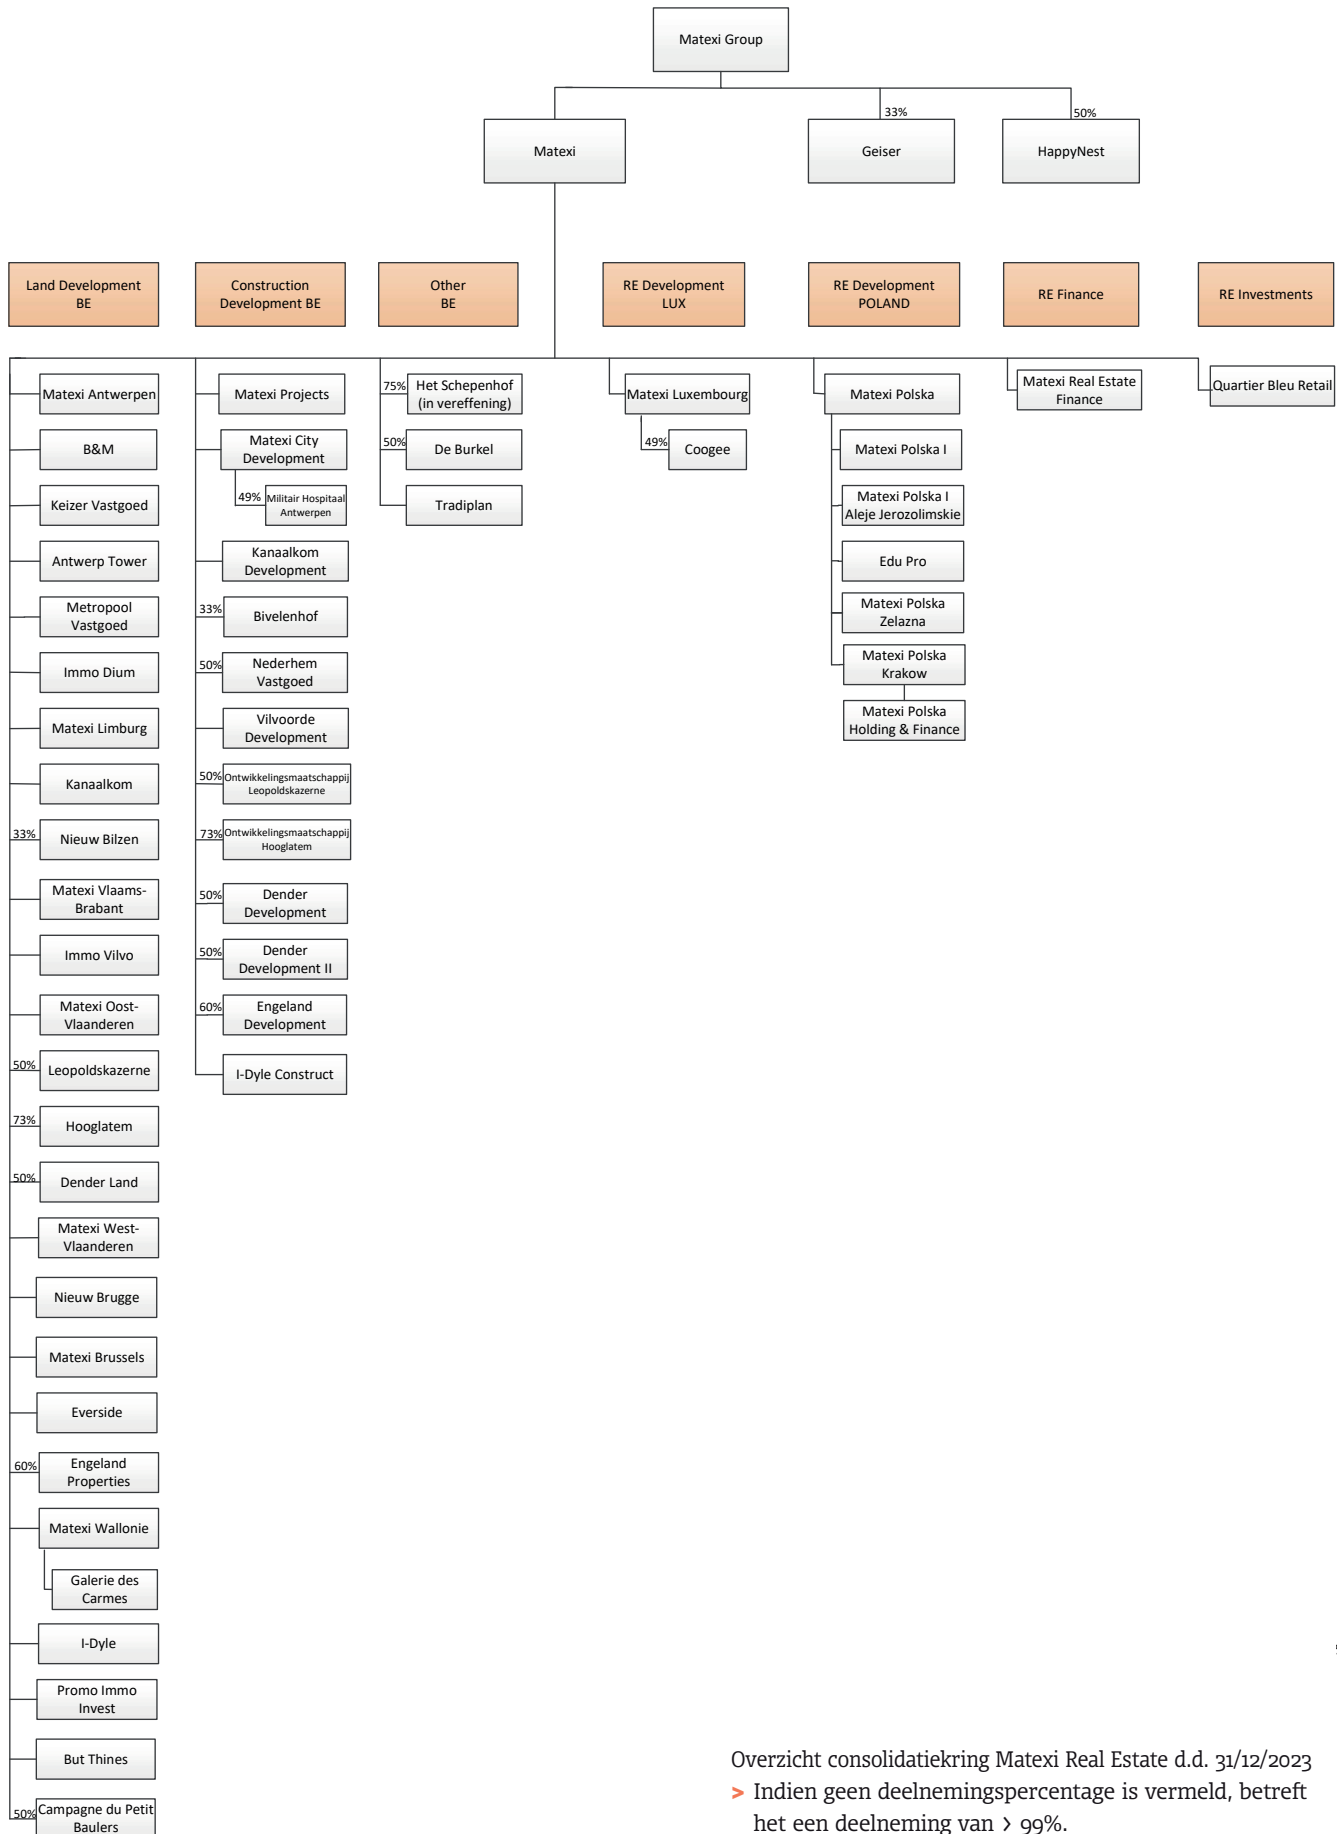 Matexi Group
33%
50%
Matexi
Geiser
HappyNest
Land Development
BE
Construction
Development BE
Other
BE
RE Development
LUX
RE Development
POLAND
RE Finance
RE Investments
Matexi Antwerpen
B&M
Keizer Vastgoed
Antwerp Tower
Metropool
Vastgoed
Immo Dium
Matexi Limburg
Kanaalkom
33%
Nieuw Bilzen
Matexi Vlaams-
Brabant
Immo Vilvo
Matexi Oost-
Vlaanderen
50%
Leopoldskazerne
73%
Hooglatem
50%
Dender Land
Matexi West-
Vlaanderen
Nieuw Brugge
Matexi Brussels
Everside
60%
Engeland
Properties
Matexi Wallonie
Galerie des
Carmes
I-Dyle
Promo Immo
Invest
But Thines
50%
Campagne du Petit
Baulers
Matexi Projects
Matexi City
Development
49%
Militair Hospitaal
Antwerpen
Kanaalkom
Development
33%
Bivelenhof
50%
Nederhem
Vastgoed
Vilvoorde
Development
50%
Ontwikkelingsmaatschappij
Leopoldskazerne
73%
Ontwikkelingsmaatschappij
Hooglatem
50%
Dender
Development
50%
Dender
Development II
60%
Engeland
Development
I-Dyle Construct
75%
Het Schepenhof
(in vereffening)
50%
De Burkel
Tradiplan
Matexi Luxembourg
49%
Coogee
Matexi Polska
Matexi Polska I
Matexi Polska I
Aleje Jerozolimskie
Edu Pro
Matexi Polska
Zelazna
Matexi Polska
Krakow
Matexi Polska
Holding & Finance
Matexi Real Estate
Finance
Quartier Bleu Retail
Overzicht consolidatiekring Matexi Real Estate d.d. 31/12/2023
> Indien geen deelnemingspercentage is vermeld, betreft
het een deelneming van > 99%.